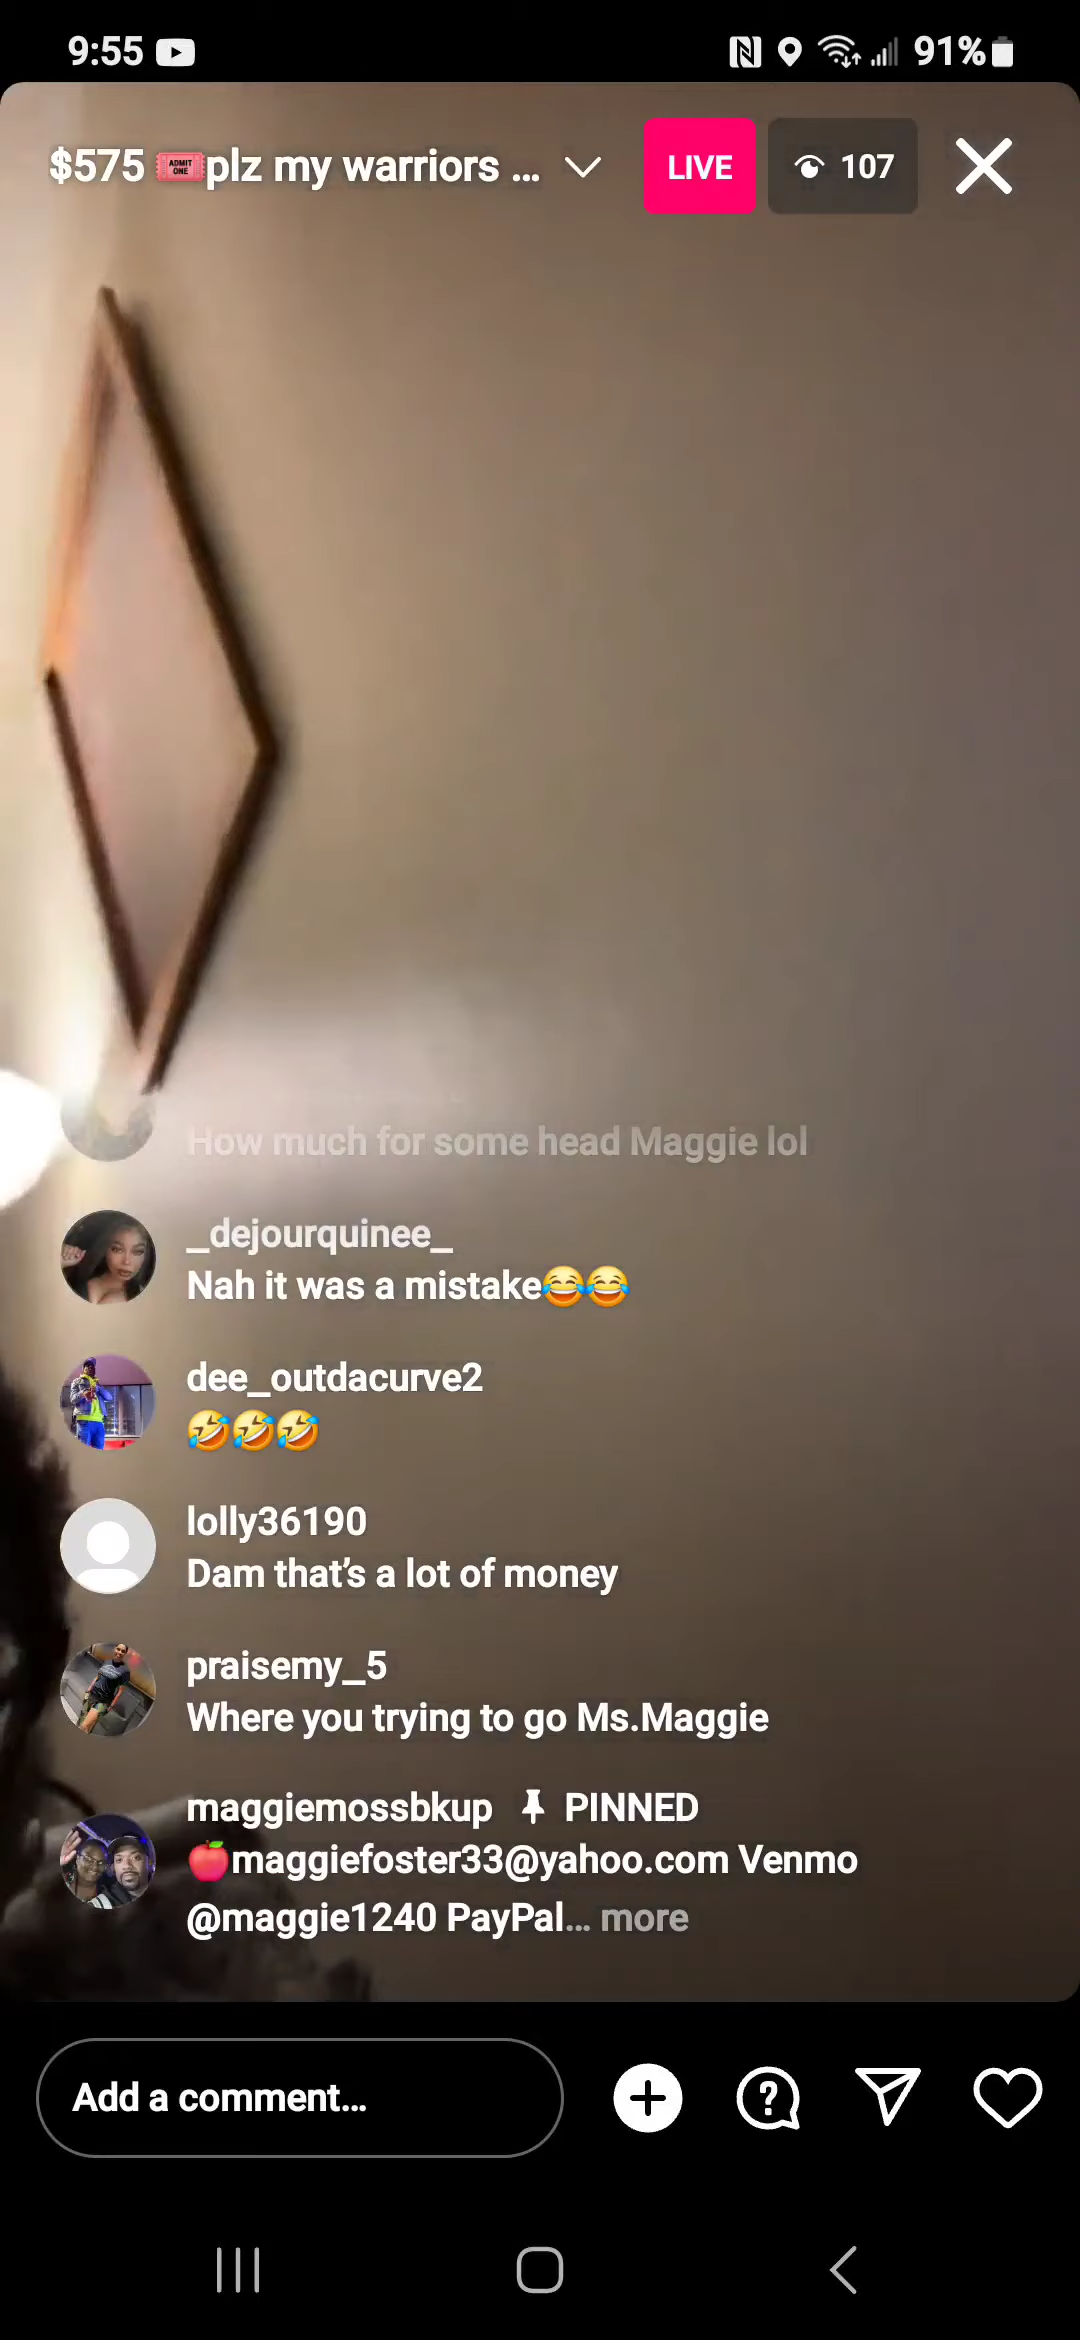 9:55
91%
$575 🎟️plz my warriors ...
LIVE
107
How much for some head Maggie lol
_dejourquinee_
Nah it was a mistake😂😂
dee_outdacurve2
🤣🤣🤣
lolly36190
Dam that’s a lot of money
praisemy_5
Where you trying to go Ms.Maggie
maggiemossbkup 📌 PINNED
🍎maggiefoster33@yahoo.com Venmo
@maggie1240 PayPal... more
Add a comment...